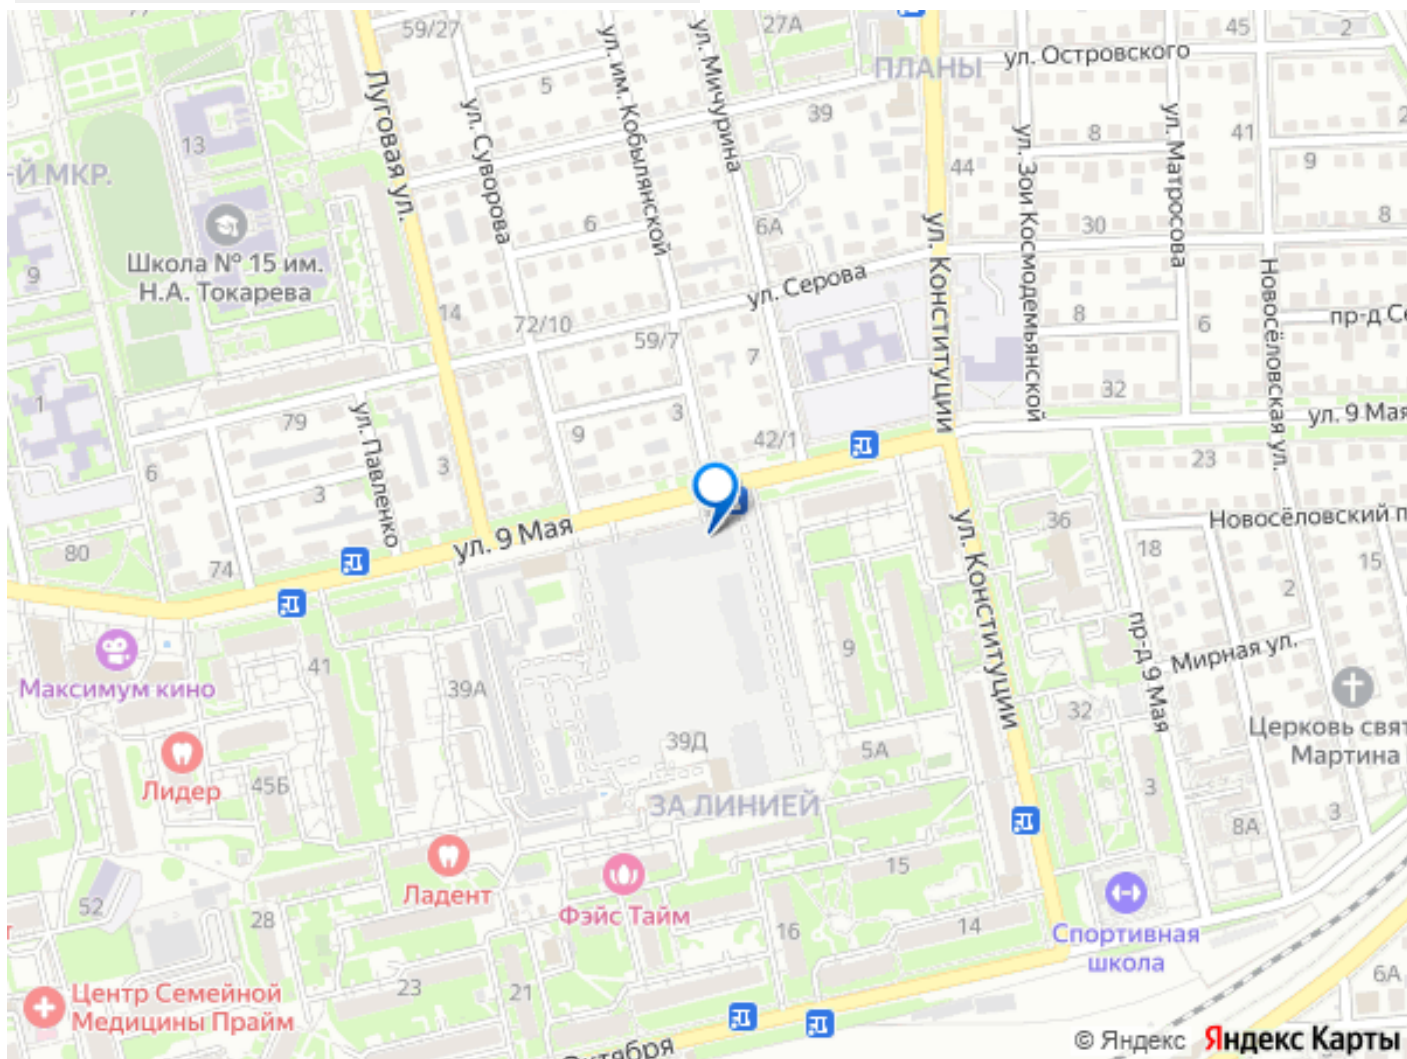 59/27
27А
45
2
ул. Островского
ПЛАНЫ
ул. им. Кобылянской
ул. Мичурина
Луговая ул.
ул. Суворова
5
39
8
41
13
ул. Зои Космодемьянской
ул. Матросова
9
-Й МКР.
44
6
6А
30
8
ул. Конституции
Школа № 15 им.
Н.А. Токарева
9
ул. Серова
Новосёловская ул.
14
72/10
59/7
7
8
6
пр-д Се
1
79
ул. Павленко
3
32
ул. 9 Мая
9
42/1
6
3
3
23
ул. 9 Мая
80
74
ул. Конституции
36
Новосёловский п
18
2
15
пр-д 9 Мая
Мирная ул.
9
41
39А
Максимум кино
32
Церковь свят
Мартина
39Д
5А
45Б
Лидер
ЗА ЛИНИЕЙ
3
8А
3
Ладент
15
52
28
Фэйс Тайм
16
14
Спортивная
школа
6А
Центр Семейной
Медицины Прайм
23
21
Октября
© Яндекс Яндекс Карты